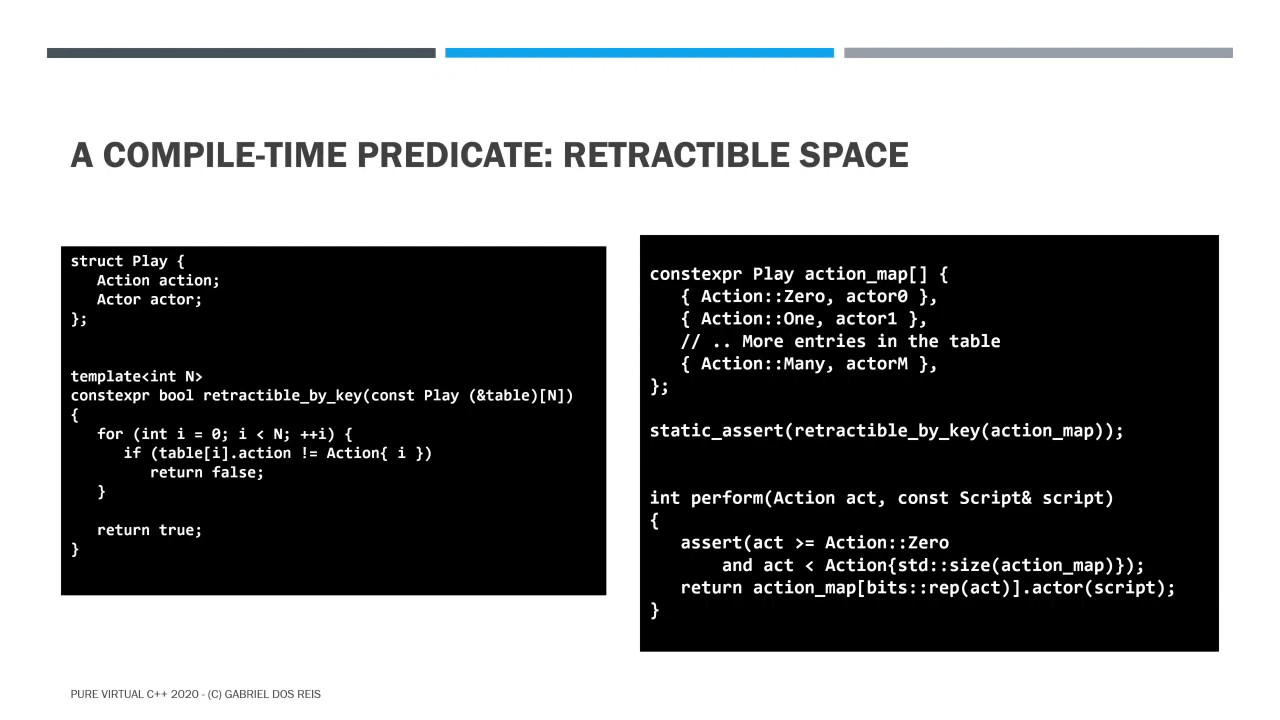 A COMPILE-TIME PREDICATE: RETRACTIBLE SPACE
struct Play {
   Action action;
   Actor actor;
};
template<int N>
constexpr bool retractible_by_key(const Play (&table)[N])
{
   for (int i = 0; i < N; ++i) {
      if (table[i].action != Action{ i })
         return false;
   }
   return true;
}
constexpr Play action_map[] {
   { Action::Zero, actor0 },
   { Action::One, actor1 },
   // .. More entries in the table
   { Action::Many, actorM },
};
static_assert(retractible_by_key(action_map));
int perform(Action act, const Script& script)
{
   assert(act >= Action::Zero
       and act < Action{std::size(action_map)});
   return action_map[bits::rep(act)].actor(script);
}
PURE VIRTUAL C++ 2020 - (C) GABRIEL DOS REIS